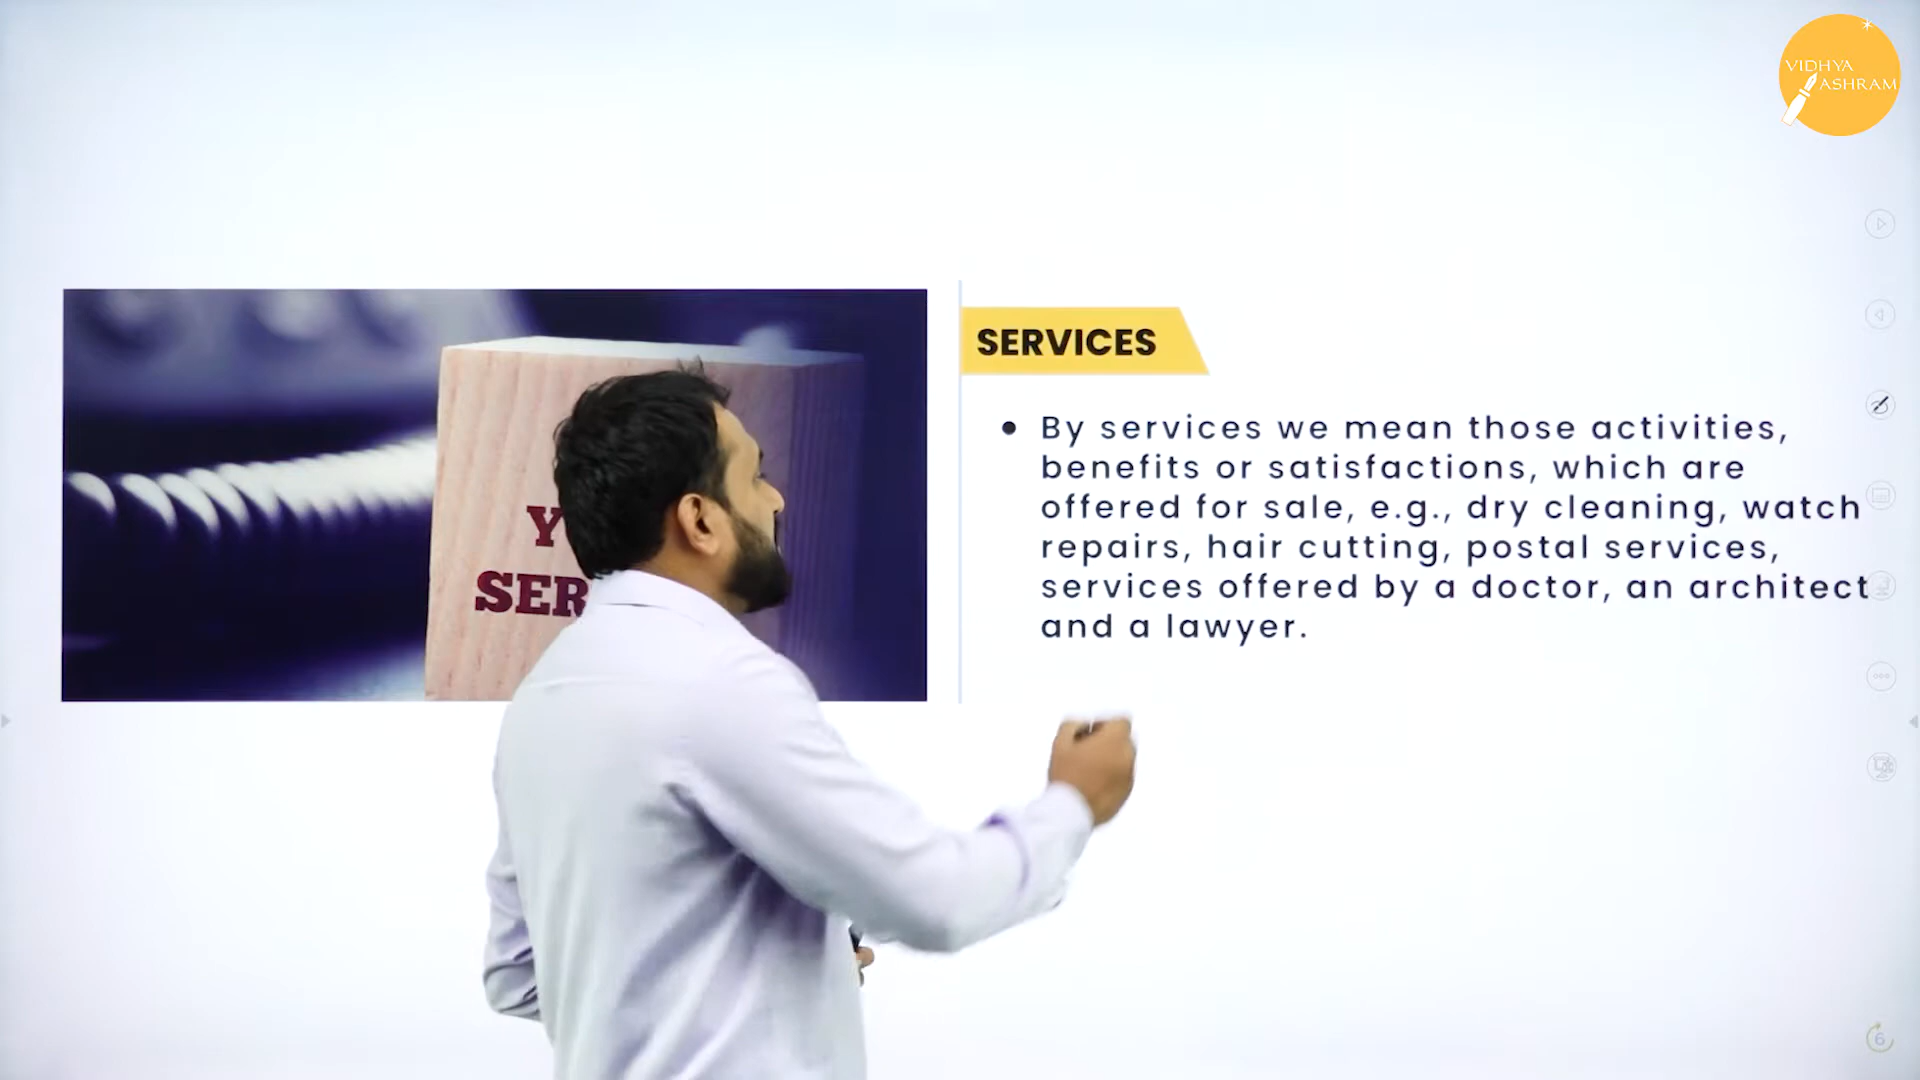 VIDHYA
ASHRAM
SERVICES
• By services we mean those activities,
benefits or satisfactions, which are
offered for sale, e.g., dry cleaning, watch
repairs, hair cutting, postal services,
services offered by a doctor, an architect
and a lawyer.
6